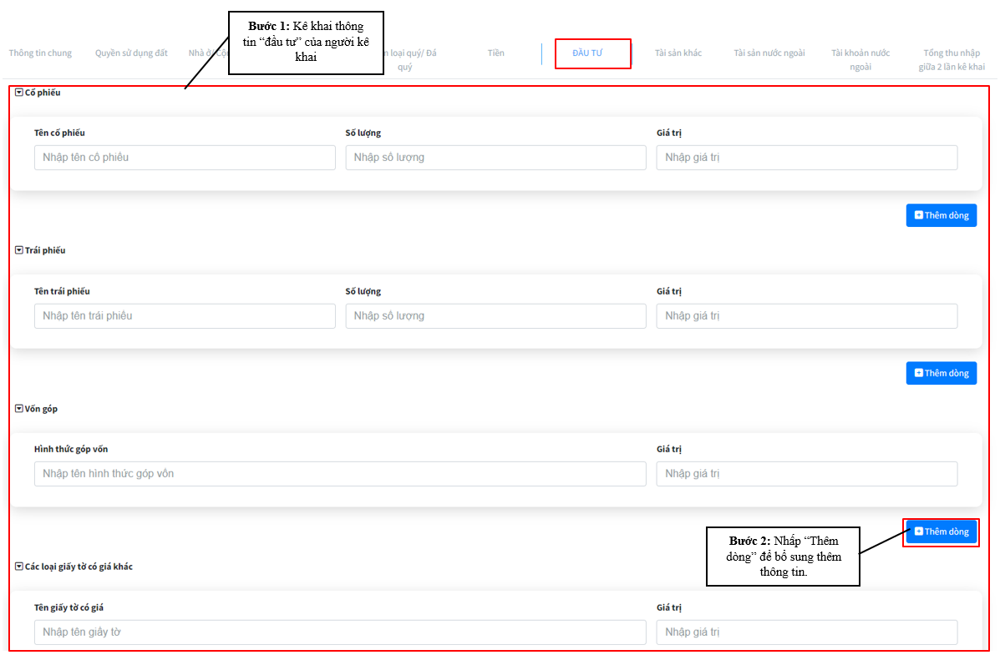 Bước 1: Kê khai thông
tin “đầu tư” của người kê
khai
Thông tin chung
Quyền sử dụng đất
Nhà ở/
loại quý/ Đá
quý
Tiền
ĐẦU TƯ
Tài sản khác
Tài sản nước ngoài
Tài khoản nước
ngoài
Tổng thu nhập
giữa 2 lần kê khai
Cổ phiếu
Tên cổ phiếu
Số lượng
Giá trị
Nhập tên cổ phiếu
Nhập số lượng
Nhập giá trị
Thêm dòng
Trái phiếu
Tên trái phiếu
Số lượng
Giá trị
Nhập tên trái phiếu
Nhập số lượng
Nhập giá trị
Thêm dòng
Vốn góp
Hình thức góp vốn
Giá trị
Nhập tên hình thức góp vốn
Nhập giá trị
Thêm dòng
Bước 2: Nhấp “Thêm
dòng” để bổ sung thêm
thông tin.
Các loại giấy tờ có giá khác
Tên giấy tờ có giá
Giá trị
Nhập tên giấy tờ
Nhập giá trị